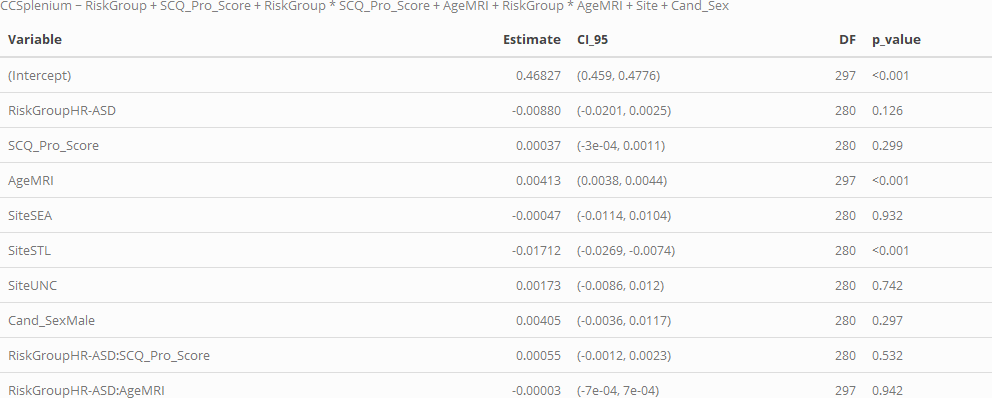 CCSplenium ~ RiskGroup + SCQ_Pro_Score + RiskGroup * SCQ_Pro_Score + AgeMRI + RiskGroup * AgeMRI + Site + Cand_Sex
Variable Estimate CI_95 DF p_value
(Intercept) 0.46827 (0.459, 0.4776) 297 <0.001
RiskGroupHR-ASD -0.00880 (-0.0201, 0.0025) 280 0.126
SCQ_Pro_Score 0.00037 (-3e-04, 0.0011) 280 0.299
AgeMRI 0.00413 (0.0038, 0.0044) 297 <0.001
SiteSEA -0.00047 (-0.0114, 0.0104) 280 0.932
SiteSTL -0.01712 (-0.0269, -0.0074) 280 <0.001
SiteUNC 0.00173 (-0.0086, 0.012) 280 0.742
Cand_SexMale 0.00405 (-0.0036, 0.0117) 280 0.297
RiskGroupHR-ASD:SCQ_Pro_Score 0.00055 (-0.0012, 0.0023) 280 0.532
RiskGroupHR-ASD:AgeMRI -0.00003 (-7e-04, 7e-04) 297 0.942